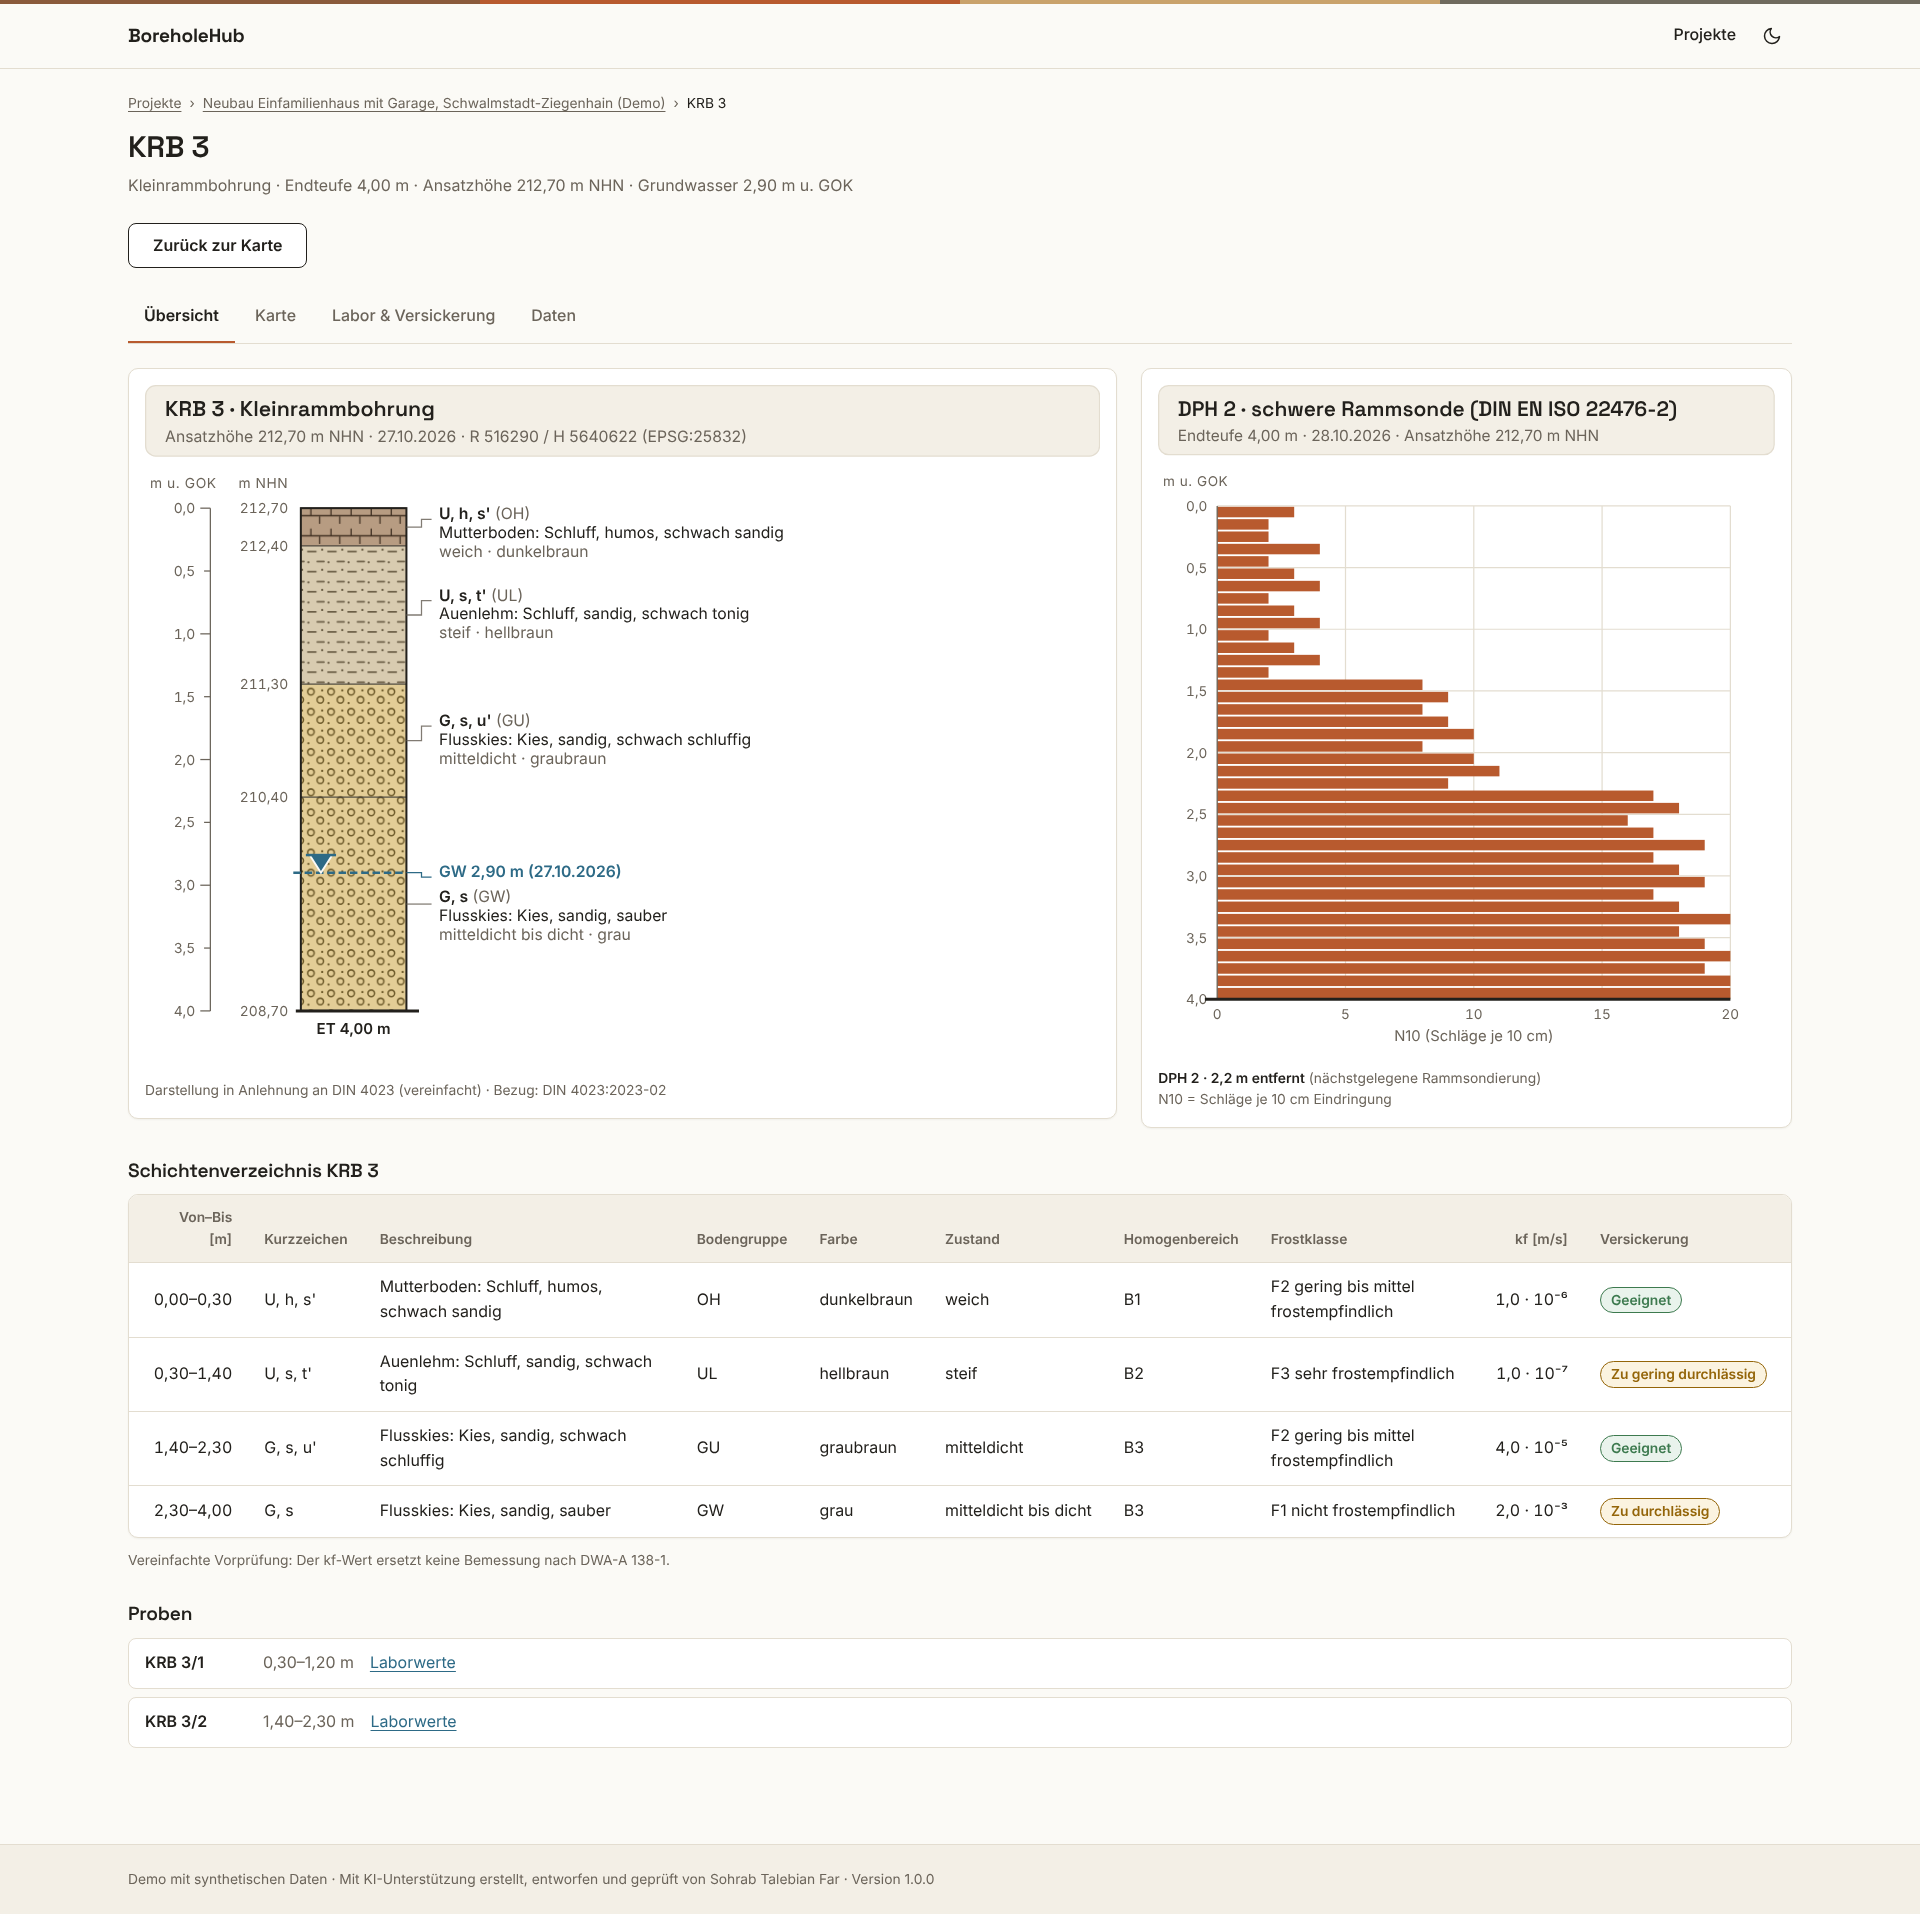 BoreholeHub
Projekte
Projekte › Neubau Einfamilienhaus mit Garage, Schwalmstadt-Ziegenhain (Demo) › KRB 3
KRB 3
Kleinrammbohrung · Endteufe 4,00 m · Ansatzhöhe 212,70 m NHN · Grundwasser 2,90 m u. GOK
Zurück zur Karte
Übersicht Karte Labor & Versickerung Daten
KRB 3 · Kleinrammbohrung
Ansatzhöhe 212,70 m NHN · 27.10.2026 · R 516290 / H 5640622 (EPSG:25832)
m u. GOK m NHN
0,0 212,70
212,40
0,5
1,0
211,30
1,5
2,0
210,40
2,5
3,0
3,5
4,0 208,70
U, h, s' (OH)
Mutterboden: Schluff, humos, schwach sandig
weich · dunkelbraun
U, s, t' (UL)
Auenlehm: Schluff, sandig, schwach tonig
steif · hellbraun
G, s, u' (GU)
Flusskies: Kies, sandig, schwach schluffig
mitteldicht · graubraun
GW 2,90 m (27.10.2026)
G, s (GW)
Flusskies: Kies, sandig, sauber
mitteldicht bis dicht · grau
ET 4,00 m
Darstellung in Anlehnung an DIN 4023 (vereinfacht) · Bezug: DIN 4023:2023-02
DPH 2 · schwere Rammsonde (DIN EN ISO 22476-2)
Endteufe 4,00 m · 28.10.2026 · Ansatzhöhe 212,70 m NHN
m u. GOK
0,0
0,5
1,0
1,5
2,0
2,5
3,0
3,5
4,0
0 5 10 15 20
N10 (Schläge je 10 cm)
DPH 2 · 2,2 m entfernt (nächstgelegene Rammsondierung)
N10 = Schläge je 10 cm Eindringung
Schichtenverzeichnis KRB 3
Von–Bis
[m] Kurzzeichen Beschreibung Bodengruppe Farbe Zustand Homogenbereich Frostklasse kf [m/s] Versickerung
Mutterboden: Schluff, humos, F2 gering bis mittel
0,00–0,30 U, h, s' OH dunkelbraun weich B1 1,0 · 10⁻⁶ Geeignet
schwach sandig frostempfindlich
Auenlehm: Schluff, sandig, schwach
0,30–1,40 U, s, t' UL hellbraun steif B2 F3 sehr frostempfindlich 1,0 · 10⁻⁷ Zu gering durchlässig
tonig
Flusskies: Kies, sandig, schwach F2 gering bis mittel
1,40–2,30 G, s, u' GU graubraun mitteldicht B3 4,0 · 10⁻⁵ Geeignet
schluffig frostempfindlich
2,30–4,00 G, s Flusskies: Kies, sandig, sauber GW grau mitteldicht bis dicht B3 F1 nicht frostempfindlich 2,0 · 10⁻³ Zu durchlässig
Vereinfachte Vorprüfung: Der kf-Wert ersetzt keine Bemessung nach DWA-A 138-1.
Proben
KRB 3/1 0,30–1,20 m Laborwerte
KRB 3/2 1,40–2,30 m Laborwerte
Demo mit synthetischen Daten · Mit KI-Unterstützung erstellt, entworfen und geprüft von Sohrab Talebian Far · Version 1.0.0